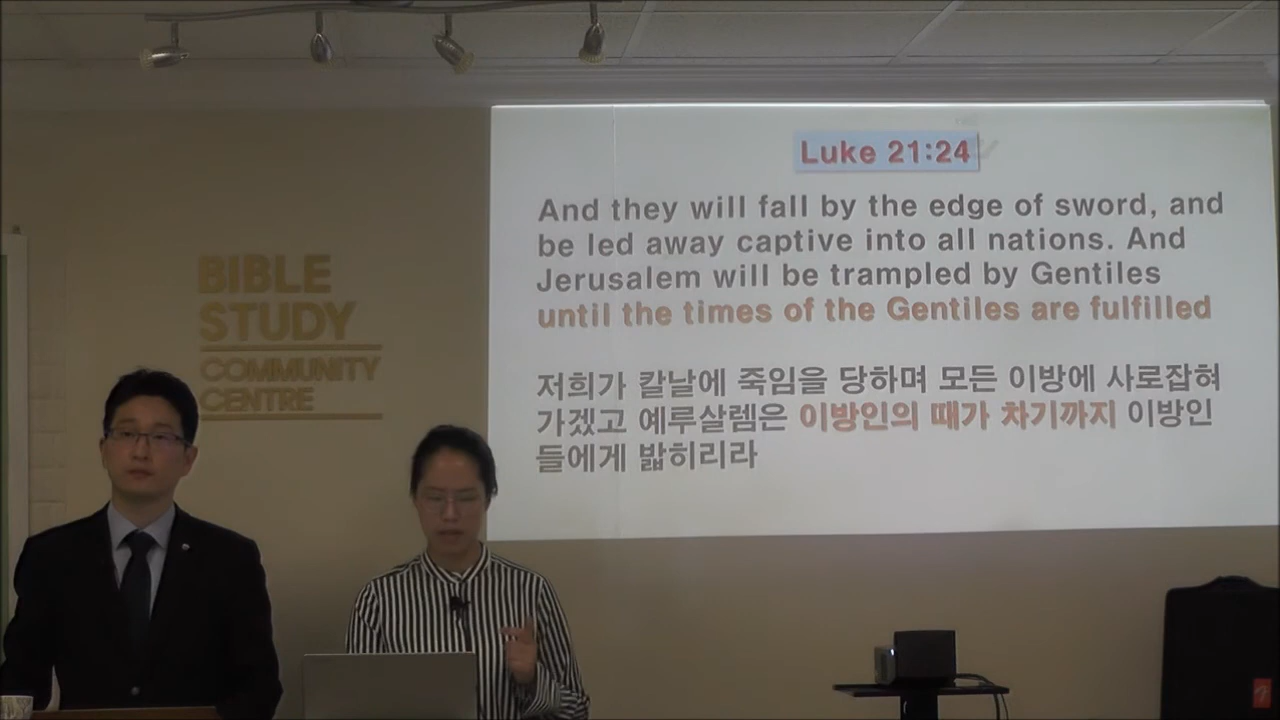 BIBLE
STUDY
COMMUNITY
CENTRE
Luke 21:24
And they will fall by the edge of sword, and
be led away captive into all nations. And
Jerusalem will be trampled by Gentiles
until the times of the Gentiles are fulfilled
저희가 칼날에 죽임을 당하며 모든 이방에 사로잡혀
가겠고 예루살렘은 이방인의 때가 차기까지 이방인
들에게 밟히리라